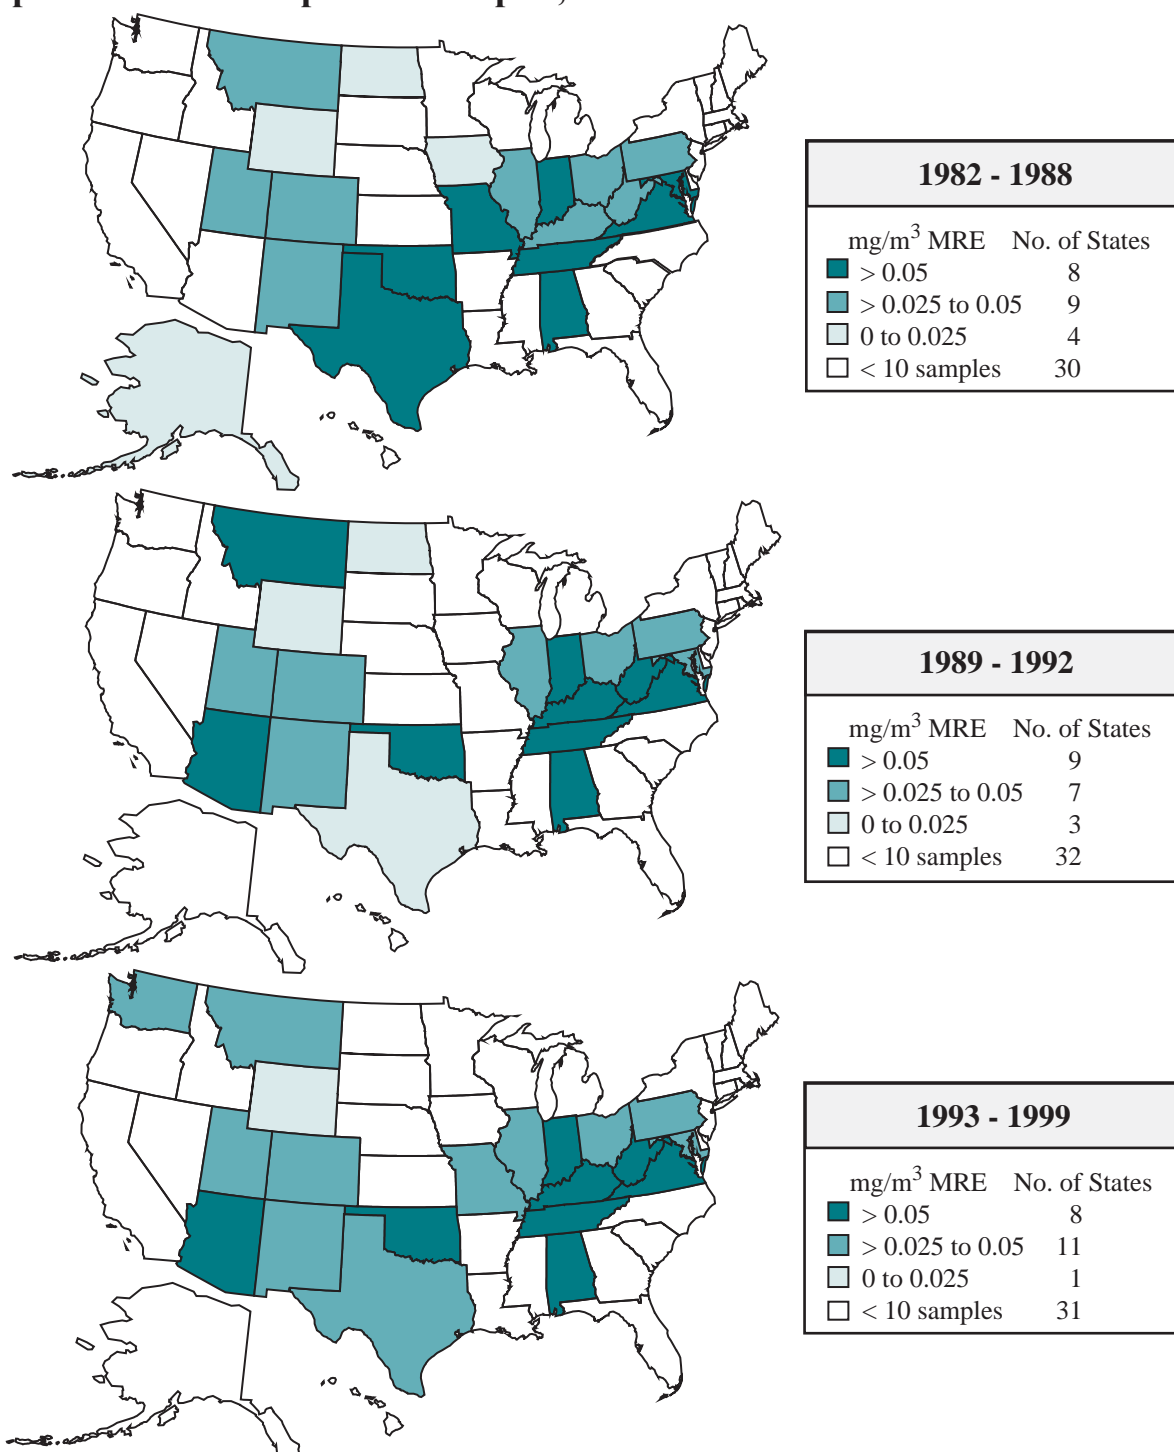 1982 - 1988
mg/m³ MRE No. of States
> 0.05 8
> 0.025 to 0.05 9
0 to 0.025 4
< 10 samples 30
1989 - 1992
mg/m³ MRE No. of States
> 0.05 9
> 0.025 to 0.05 7
0 to 0.025 3
< 10 samples 32
1993 - 1999
mg/m³ MRE No. of States
> 0.05 8
> 0.025 to 0.05 11
0 to 0.025 1
< 10 samples 31